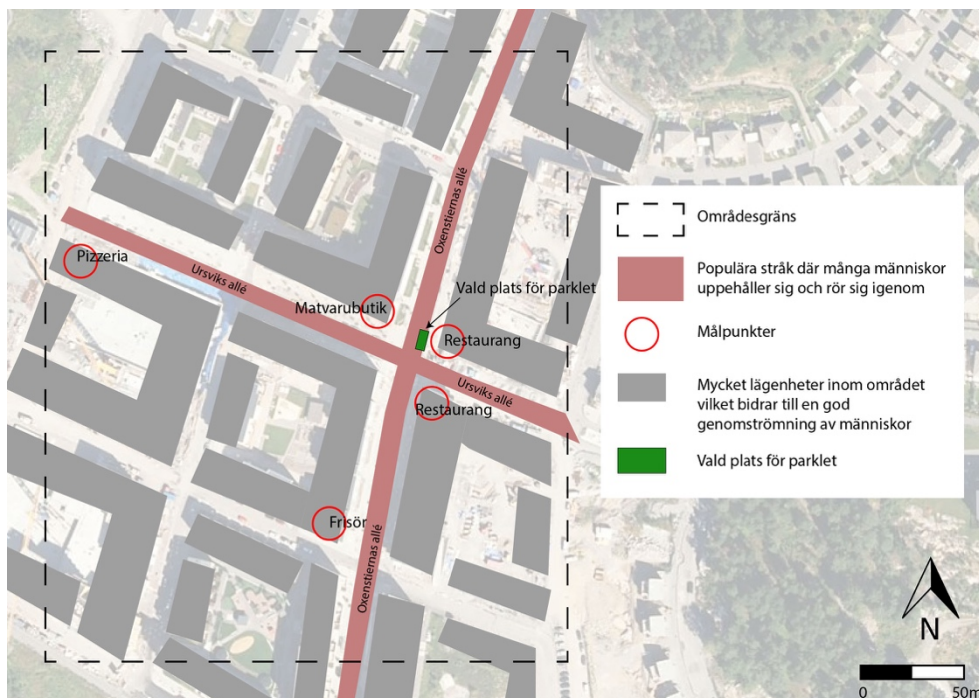 Oxenstiernas allé
Pizzeria
Ursviks allé
Vald plats för parklet
Matvarubutik
Restaurang
Ursviks allé
Restaurang
Frisör
Oxenstiernas allé
Områdesgräns
Populära stråk där många människor
uppehåller sig och rör sig igenom
Målpunkter
Mycket lägenheter inom området
vilket bidrar till en god
genomströmning av människor
Vald plats för parklet
N
0 50m